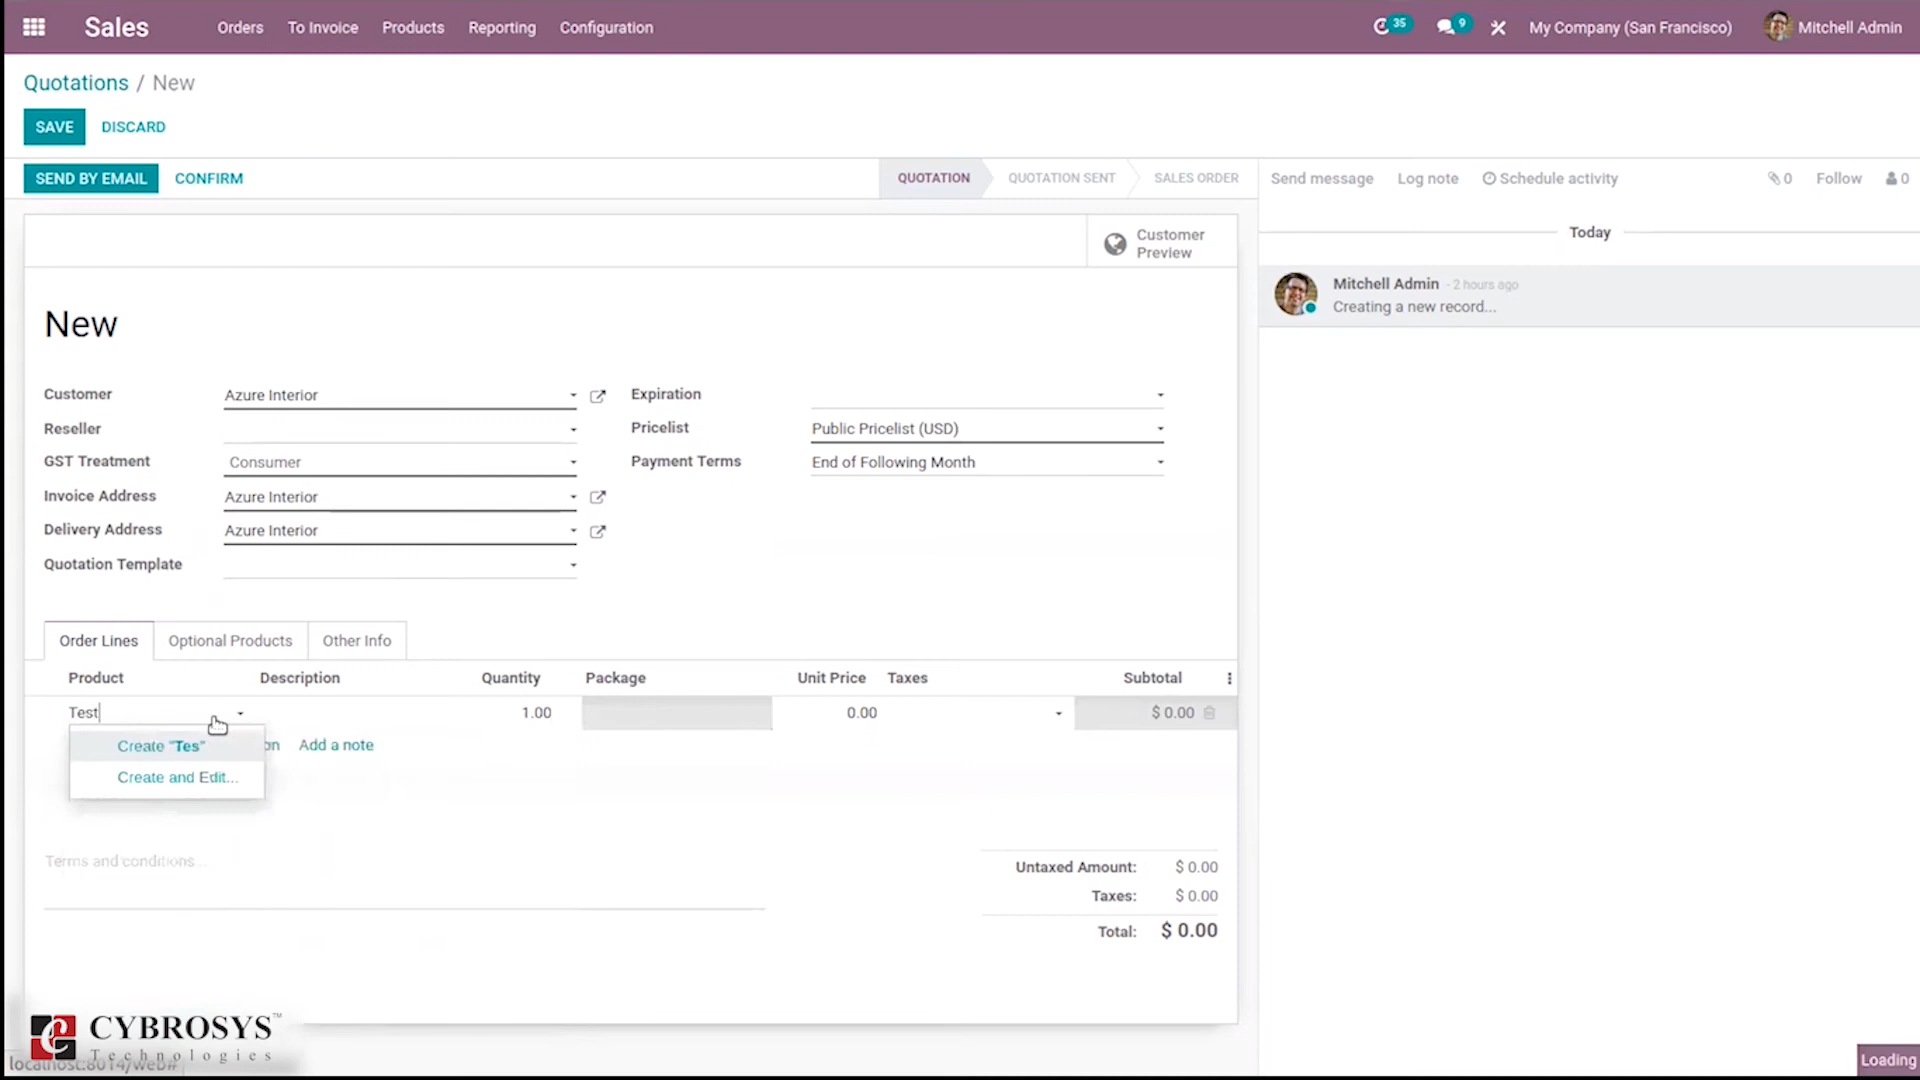 Sales
Orders
To Invoice
Products
Reporting
Configuration
35
9
My Company (San Francisco)
Mitchell Admin
Quotations / New
SAVE
DISCARD
SEND BY EMAIL
CONFIRM
QUOTATION
QUOTATION SENT
SALES ORDER
Send message
Log note
Schedule activity
0
Follow
0
Customer
Preview
Today
Mitchell Admin - 2 hours ago
Creating a new record...
New
Customer
Azure Interior
Reseller
GST Treatment
Consumer
Invoice Address
Azure Interior
Delivery Address
Azure Interior
Quotation Template
Expiration
Pricelist
Public Pricelist (USD)
Payment Terms
End of Following Month
Order Lines
Optional Products
Other Info
Product
Description
Quantity
Package
Unit Price
Taxes
Subtotal
Test
1.00
0.00
$ 0.00
Create "Tes"
on
Add a note
Create and Edit...
Terms and conditions...
Untaxed Amount: $ 0.00
Taxes: $ 0.00
Total: $ 0.00
CYBROSYS™
Technologies
localhost:8014/web#
Loading